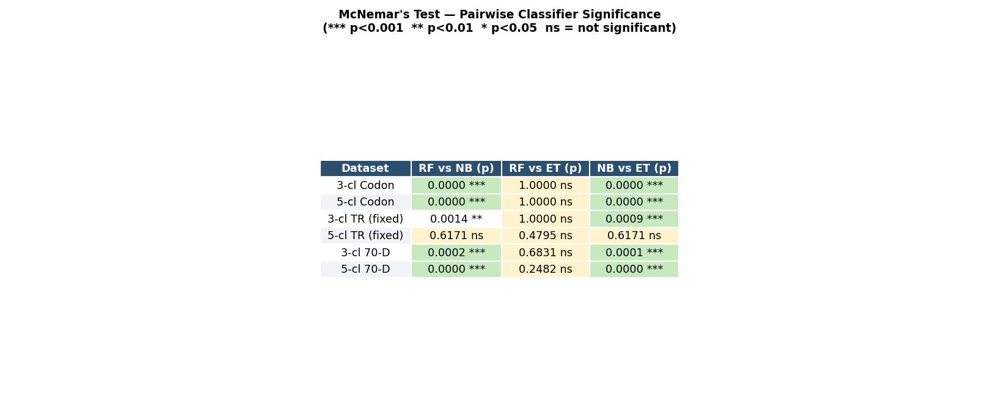 McNemar's Test — Pairwise Classifier Significance
(*** p<0.001  ** p<0.01  * p<0.05  ns = not significant)
Dataset RF vs NB (p) RF vs ET (p) NB vs ET (p)
3-cl Codon 0.0000 *** 1.0000 ns 0.0000 ***
5-cl Codon 0.0000 *** 1.0000 ns 0.0000 ***
3-cl TR (fixed) 0.0014 ** 1.0000 ns 0.0009 ***
5-cl TR (fixed) 0.6171 ns 0.4795 ns 0.6171 ns
3-cl 70-D 0.0002 *** 0.6831 ns 0.0001 ***
5-cl 70-D 0.0000 *** 0.2482 ns 0.0000 ***